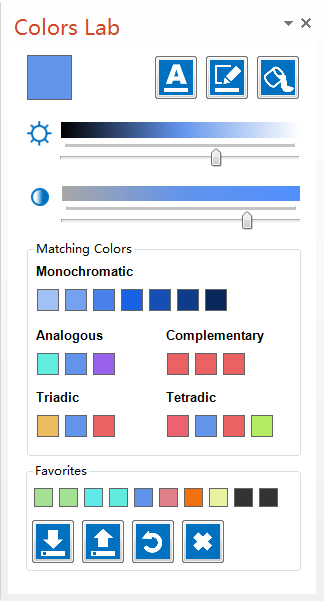 Colors Lab
A
Matching Colors
Monochromatic
Analogous
Complementary
Triadic
Tetradic
Favorites